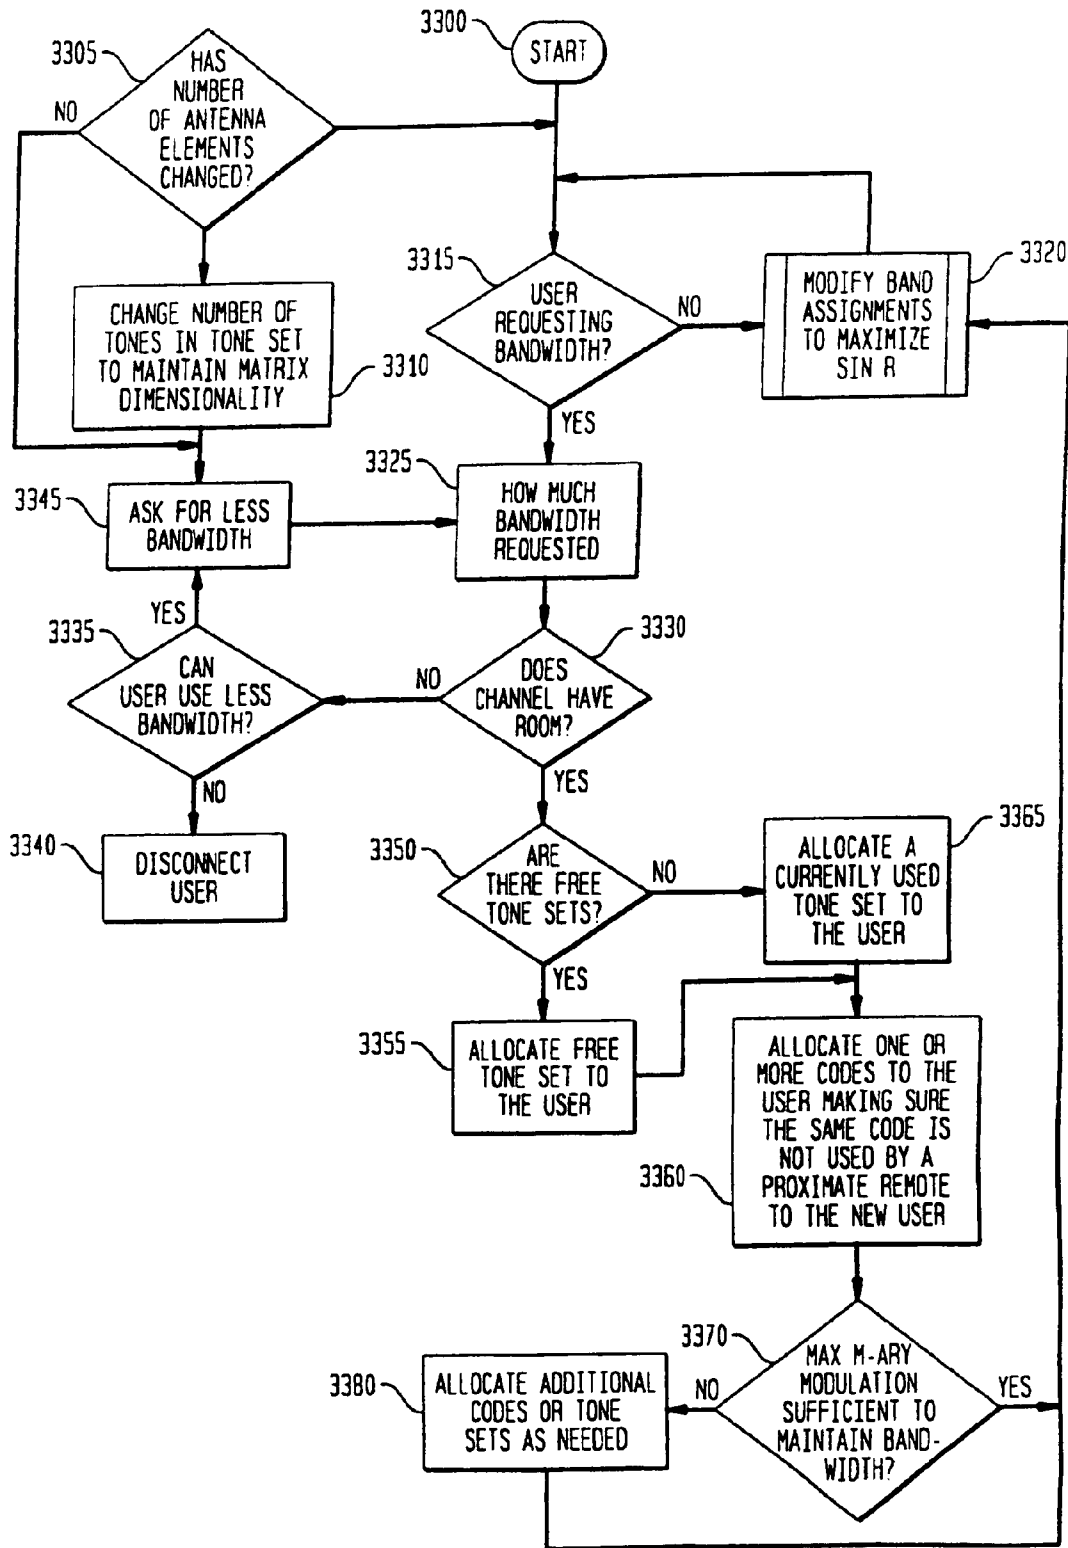 3300
START
3305
HAS
NUMBER
OF ANTENNA
ELEMENTS
CHANGED?
NO
3310
CHANGE NUMBER OF
TONES IN TONE SET
TO MAINTAIN MATRIX
DIMENSIONALITY
3315
USER
REQUESTING
BANDWIDTH?
NO
YES
3320
MODIFY BAND
ASSIGNMENTS
TO MAXIMIZE
SIN R
3325
HOW MUCH
BANDWIDTH
REQUESTED
3345
ASK FOR LESS
BANDWIDTH
YES
3335
CAN
USER USE LESS
BANDWIDTH?
NO
3330
DOES
CHANNEL HAVE
ROOM?
NO
YES
3340
DISCONNECT
USER
3350
ARE
THERE FREE
TONE SETS?
NO
YES
3365
ALLOCATE A
CURRENTLY USED
TONE SET TO
THE USER
3355
ALLOCATE FREE
TONE SET TO
THE USER
3360
ALLOCATE ONE OR
MORE CODES TO THE
USER MAKING SURE
THE SAME CODE IS
NOT USED BY A
PROXIMATE REMOTE
TO THE NEW USER
3370
MAX M-ARY
MODULATION
SUFFICIENT TO
MAINTAIN BAND-
WIDTH?
NO
YES
3380
ALLOCATE ADDITIONAL
CODES OR TONE
SETS AS NEEDED